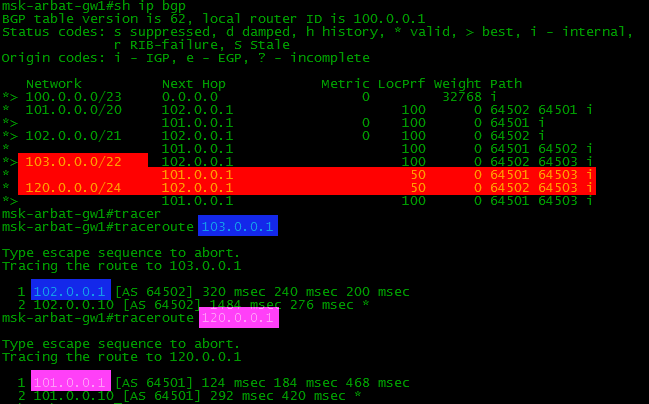 msk-arbat-gw1#sh ip bgp
BGP table version is 62, local router ID is 100.0.0.1
Status codes: s suppressed, d damped, h history, * valid, > best, i - internal,
r RIB-failure, S Stale
Origin codes: i - IGP, e - EGP, ? - incomplete
Network Next Hop Metric LocPrf Weight Path
*> 100.0.0.0/23 0.0.0.0 0 32768 i
* 101.0.0.0/20 102.0.0.1 100 0 64502 64501 i
*> 101.0.0.1 0 100 0 64501 i
*> 102.0.0.0/21 102.0.0.1 0 100 0 64502 i
* 101.0.0.1 100 0 64501 64502 i
*> 103.0.0.0/22 102.0.0.1 100 0 64502 64503 i
* 101.0.0.1 50 0 64501 64503 i
* 120.0.0.0/24 102.0.0.1 50 0 64502 64503 i
*> 101.0.0.1 100 0 64501 64503 i
msk-arbat-gw1#tracer
msk-arbat-gw1#traceroute 103.0.0.1
Type escape sequence to abort.
Tracing the route to 103.0.0.1
1 102.0.0.1 [AS 64502] 320 msec 240 msec 200 msec
2 102.0.0.10 [AS 64502] 1484 msec 276 msec *
msk-arbat-gw1#traceroute 120.0.0.1
Type escape sequence to abort.
Tracing the route to 120.0.0.1
1 101.0.0.1 [AS 64501] 124 msec 184 msec 468 msec
2 101.0.0.10 [AS 64501] 292 msec 420 msec *